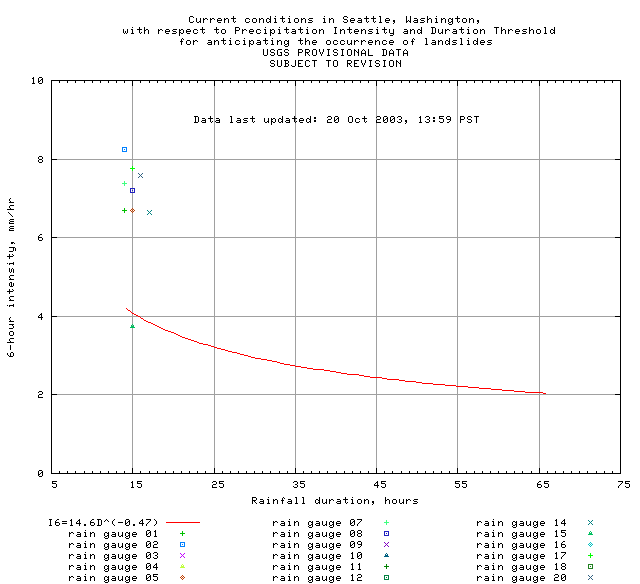 Current conditions in Seattle, Washington,
with respect to Precipitation Intensity and Duration Threshold
for anticipating the occurrence of landslides
USGS PROVISIONAL DATA
SUBJECT TO REVISION
10
Data last updated: 20 Oct 2003, 13:59 PST
8
6
4
2
0
6-hour intensity, mm/hr
5 15 25 35 45 55 65 75
Rainfall duration, hours
I6=14.6D^(-0.47) rain gauge 07 rain gauge 14
rain gauge 01 rain gauge 08 rain gauge 15
rain gauge 02 rain gauge 09 rain gauge 16
rain gauge 03 rain gauge 10 rain gauge 17
rain gauge 04 rain gauge 11 rain gauge 18
rain gauge 05 rain gauge 12 rain gauge 20